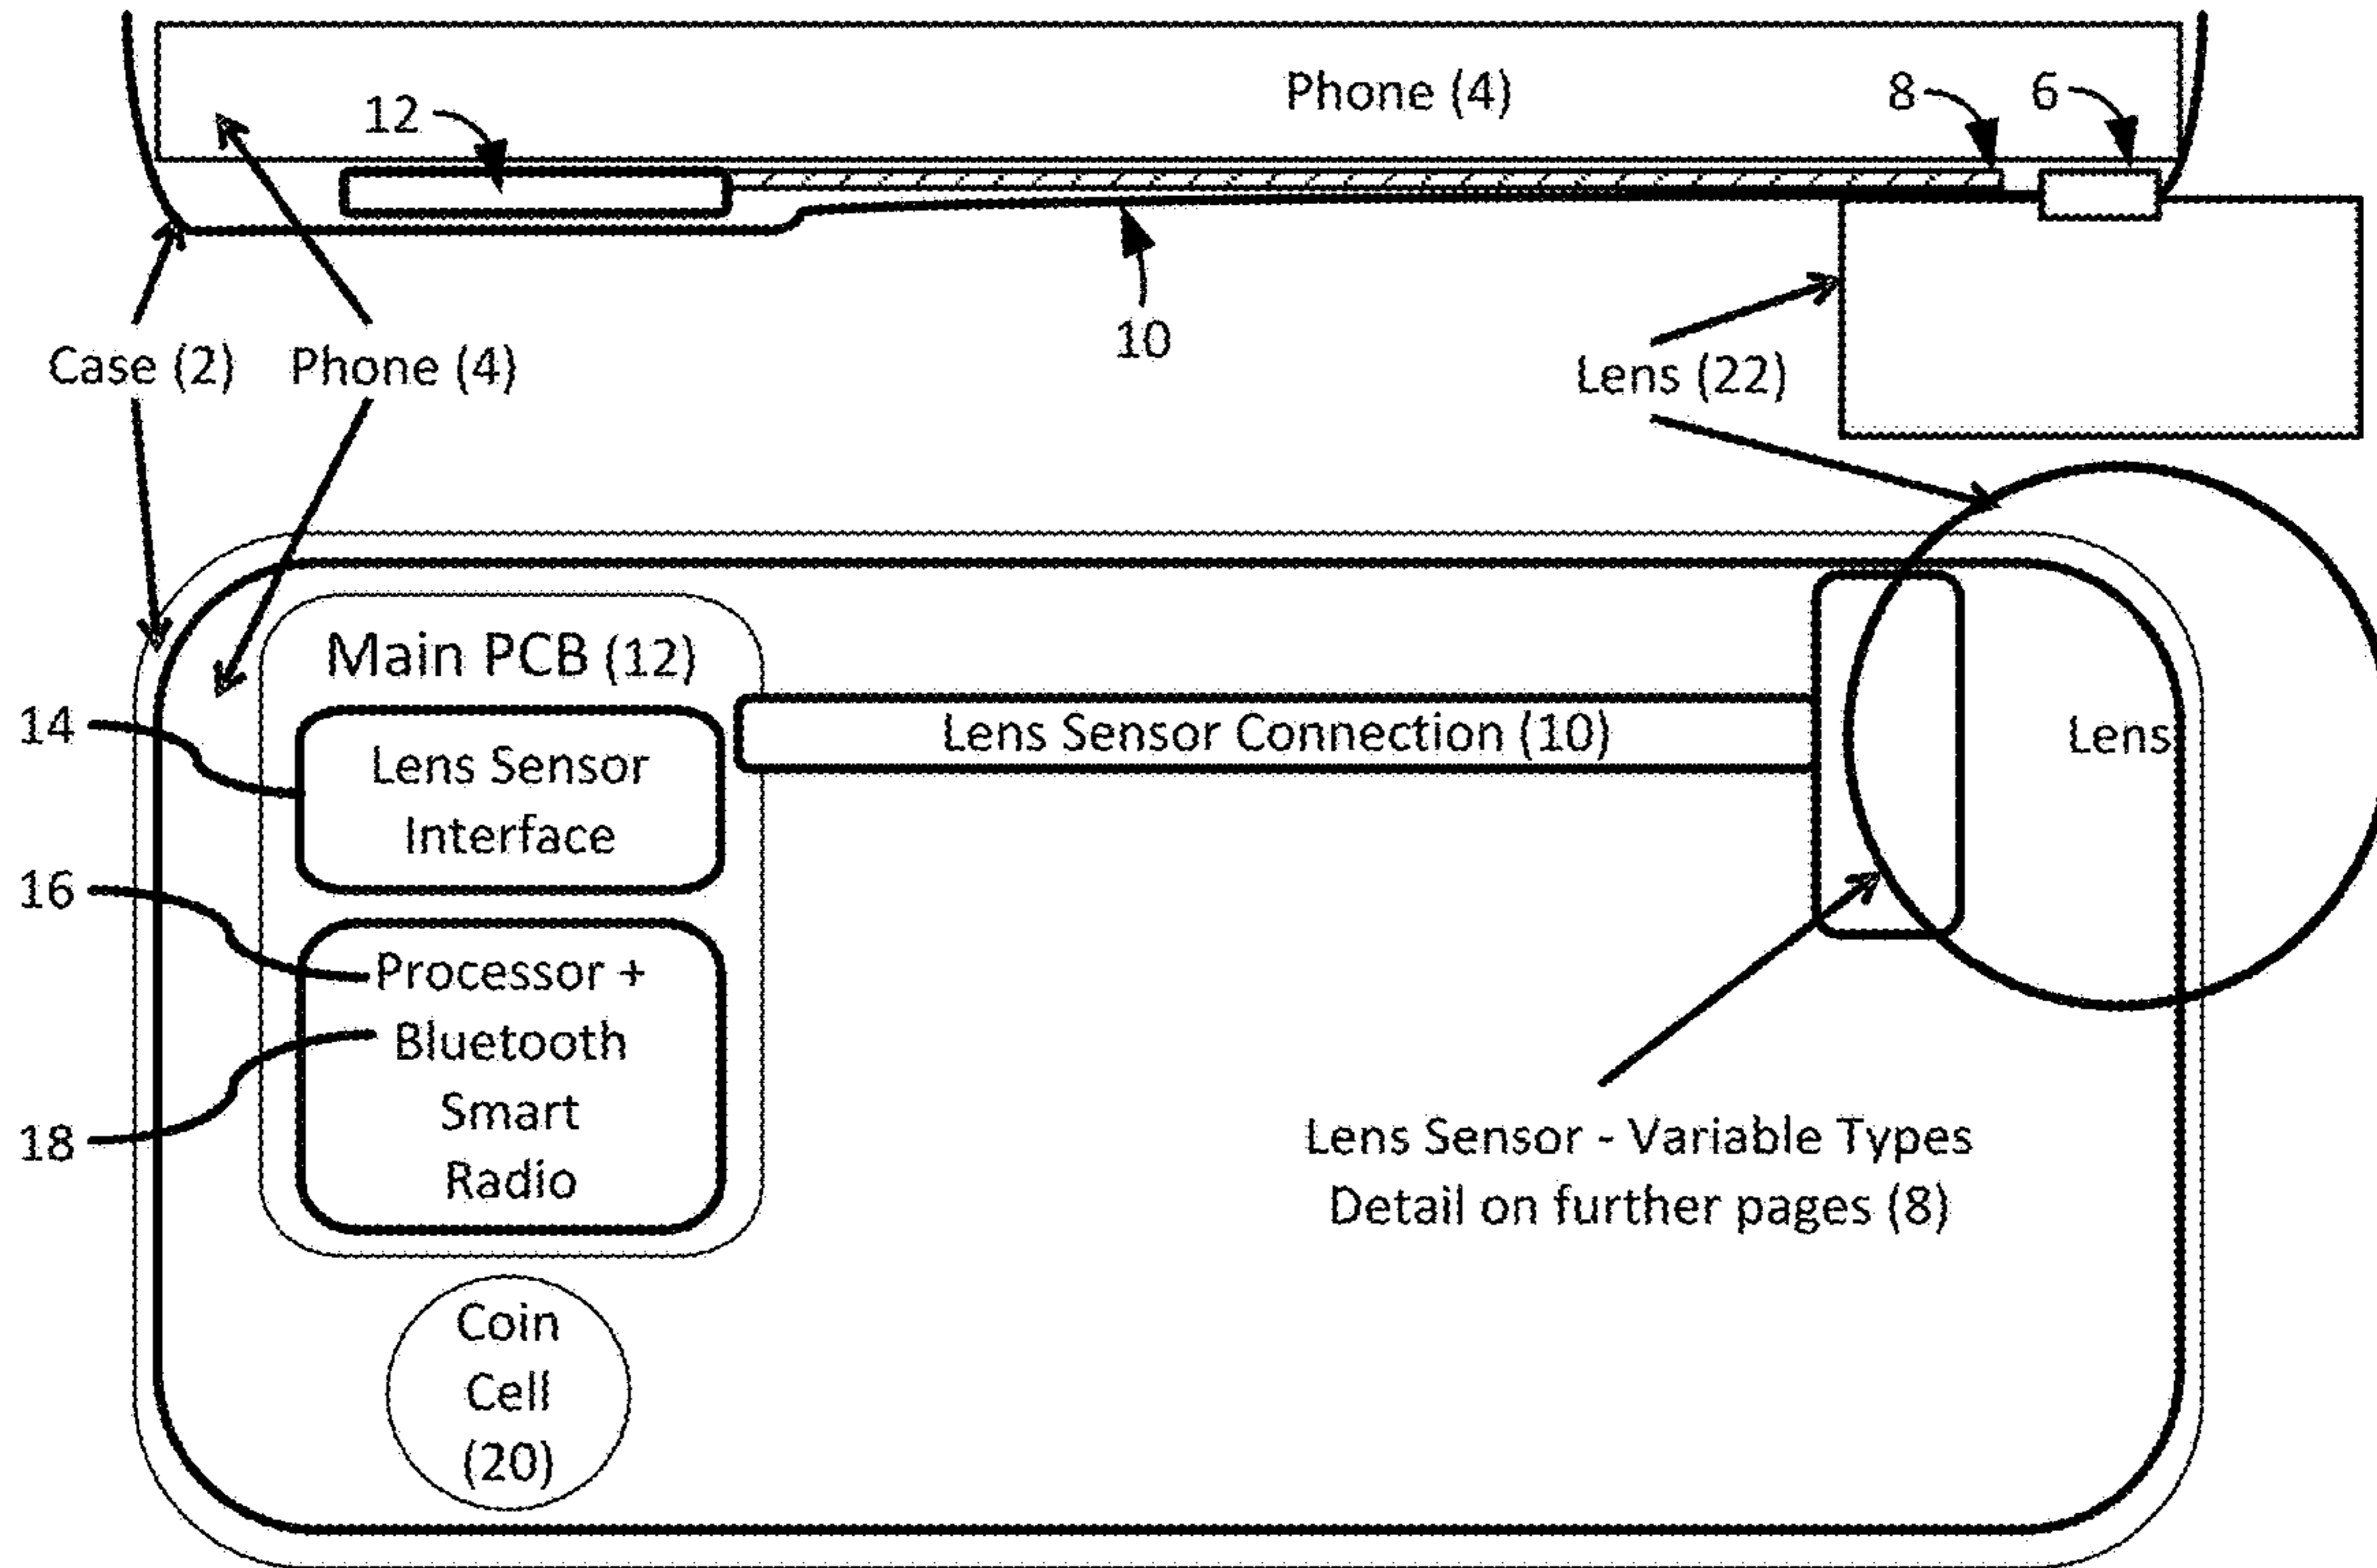 Phone (4)
12
8
6
10
Case (2)
Phone (4)
Lens (22)
Main PCB (12)
14
Lens Sensor
Interface
Lens Sensor Connection (10)
Lens
16
Processor +
Bluetooth
Smart
Radio
18
Lens Sensor - Variable Types
Detail on further pages (8)
Coin
Cell
(20)